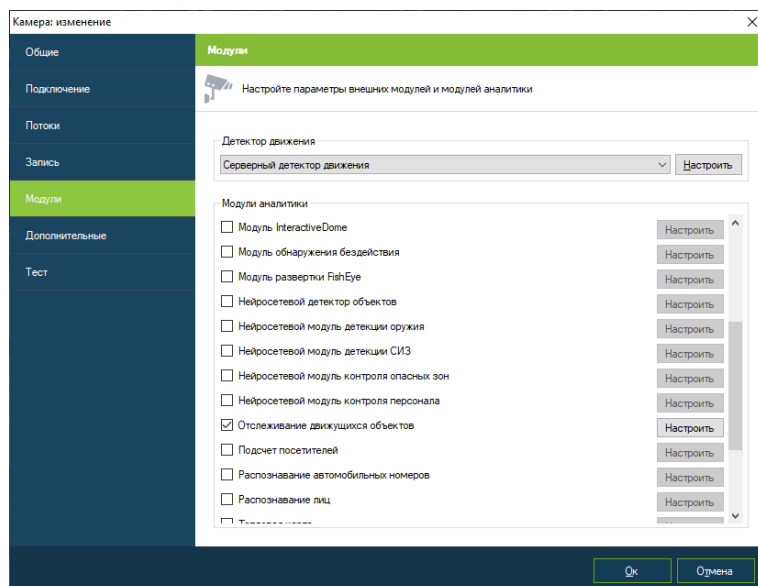 Камера: изменение
Общие
Подключение
Потоки
Запись
Модули
Дополнительные
Тест
Модули
Настройте параметры внешних модулей и модулей аналитики
Детектор движения
Серверный детектор движения
Настроить
Модули аналитики
Модуль InteractiveDome
Настроить
Модуль обнаружения бездействия
Настроить
Модуль развертки FishEye
Настроить
Нейросетевой детектор объектов
Настроить
Нейросетевой модуль детекции оружия
Настроить
Нейросетевой модуль детекции СИЗ
Настроить
Нейросетевой модуль контроля опасных зон
Настроить
Нейросетевой модуль контроля персонала
Настроить
Отслеживание движущихся объектов
Настроить
Подсчет посетителей
Настроить
Распознавание автомобильных номеров
Настроить
Распознавание лиц
Настроить
Ок
Отмена